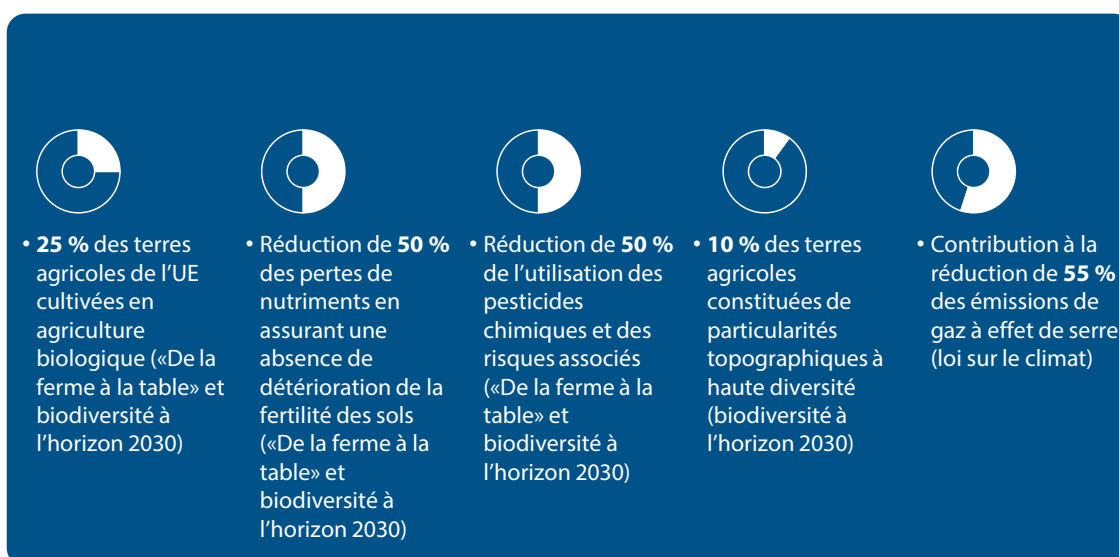 • 25 % des terres
agricoles de l’UE
cultivées en
agriculture
biologique («De la
ferme à la table» et
biodiversité à
l’horizon 2030)
• Réduction de 50 %
des pertes de
nutriments en
assurant une
absence de
détérioration de la
fertilité des sols
(«De la ferme à la
table» et
biodiversité à
l’horizon 2030)
• Réduction de 50 %
de l’utilisation des
pesticides
chimiques et des
risques associés
(«De la ferme à la
table» et
biodiversité à
l’horizon 2030)
• 10 % des terres
agricoles
constituées de
particularités
topographiques à
haute diversité
(biodiversité à
l’horizon 2030)
• Contribution à la
réduction de 55 %
des émissions de
gaz à effet de serre
(loi sur le climat)